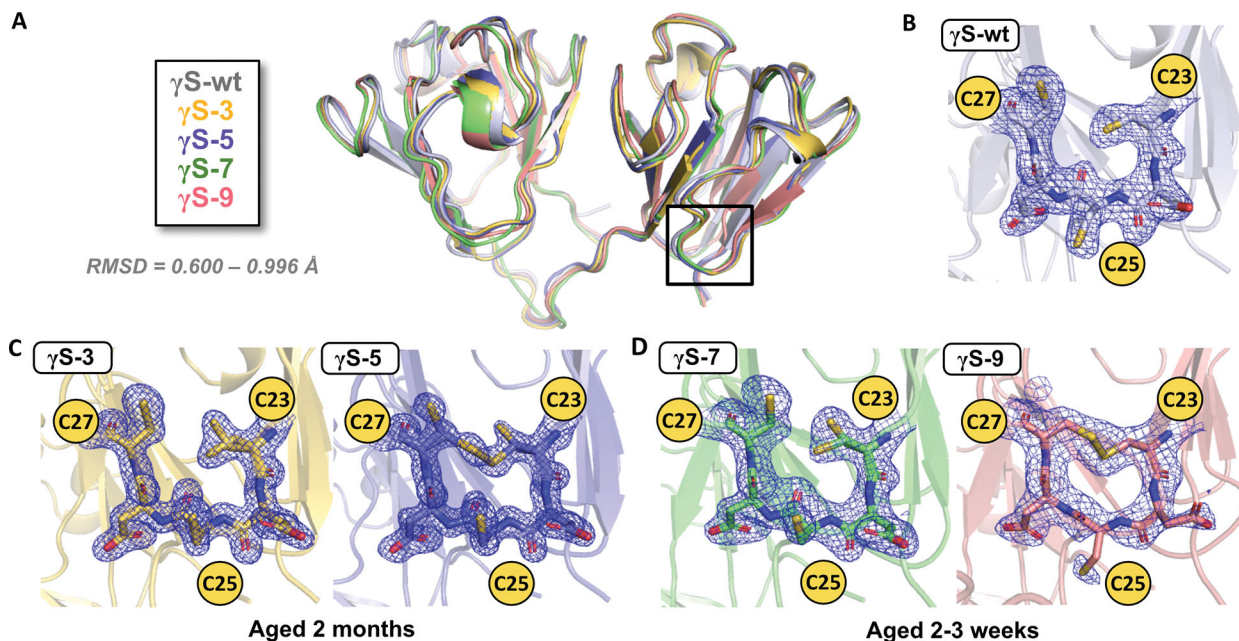 A
γS-wt
γS-3
γS-5
γS-7
γS-9
RMSD = 0.600 – 0.996 Å
B
γS-wt
C27
C23
C25
C
γS-3
C27
C23
C25
γS-5
C27
C23
C25
Aged 2 months
D
γS-7
C27
C23
C25
γS-9
C27
C23
C25
Aged 2-3 weeks